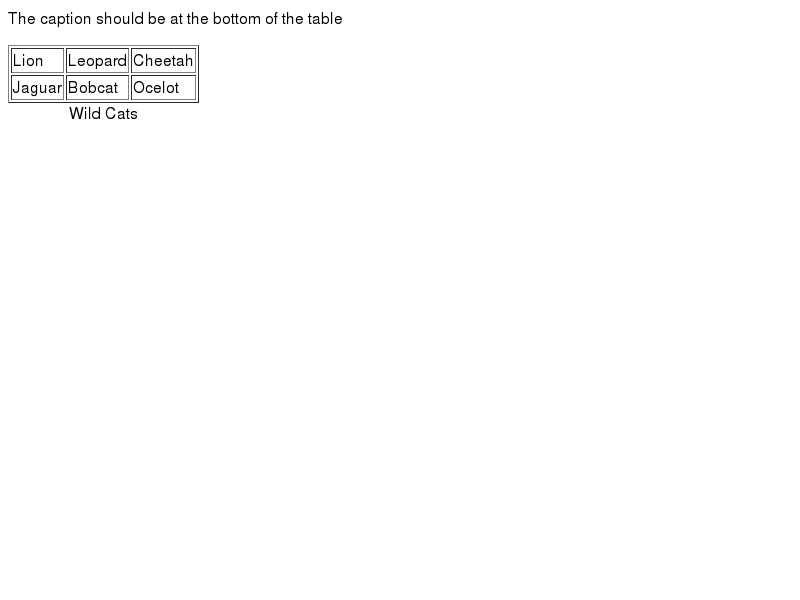 The caption should be at the bottom of the table
Lion Leopard Cheetah
Jaguar Bobcat Ocelot
Wild Cats